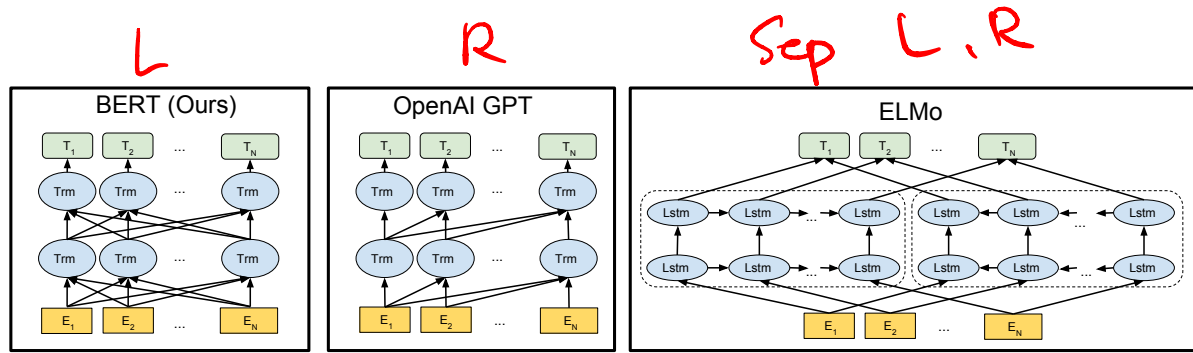 L R Sep L, R
BERT (Ours) OpenAI GPT ELMo
T1 T2 ... TN T1 T2 ... TN T1 T2 ... TN
Trm Trm ... Trm Trm Trm ... Trm Lstm Lstm ... Lstm Lstm Lstm ... Lstm
Trm Trm ... Trm Trm Trm ... Trm Lstm Lstm ... Lstm Lstm Lstm ... Lstm
E1 E2 ... EN E1 E2 ... EN E1 E2 ... EN